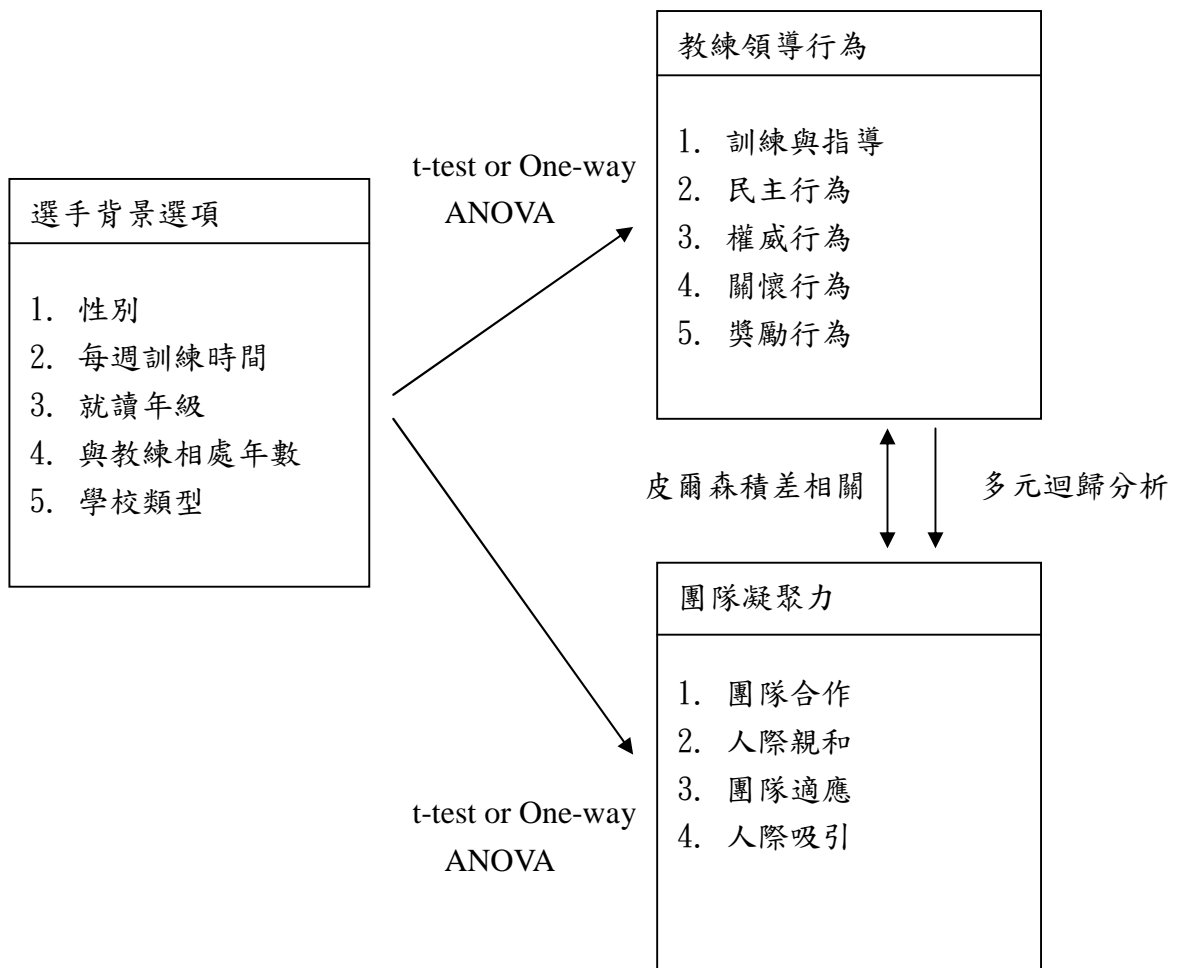 教練領導行為
1. 訓練與指導
2. 民主行為
3. 權威行為
4. 關懷行為
5. 獎勵行為
t-test or One-way
ANOVA
選手背景選項
1. 性別
2. 每週訓練時間
3. 就讀年級
4. 與教練相處年數
5. 學校類型
皮爾森積差相關
多元迴歸分析
團隊凝聚力
1. 團隊合作
2. 人際親和
3. 團隊適應
4. 人際吸引
t-test or One-way
ANOVA